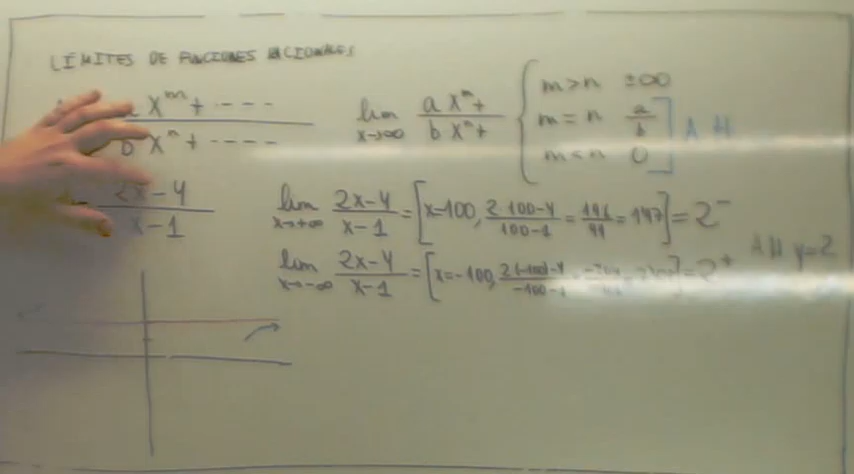 LÍMITES DE FUNCIONES RACIONALES
x^m + ----
b x^n + ----
lim x→∞ (a x^m +)/(b x^n +) { m>n ±∞
m = n a/b
m<n 0 ] A H
(2x-4)/(x-1)
lim x→+∞ (2x-4)/(x-1) = [x=100, (2·100-4)/(100-1) = 196/99 = 1'97] = 2^-
lim x→-∞ (2x-4)/(x-1) = [x=-100, (2(-100)-4)/(-100-1) = ] = 2^+
A H y=2